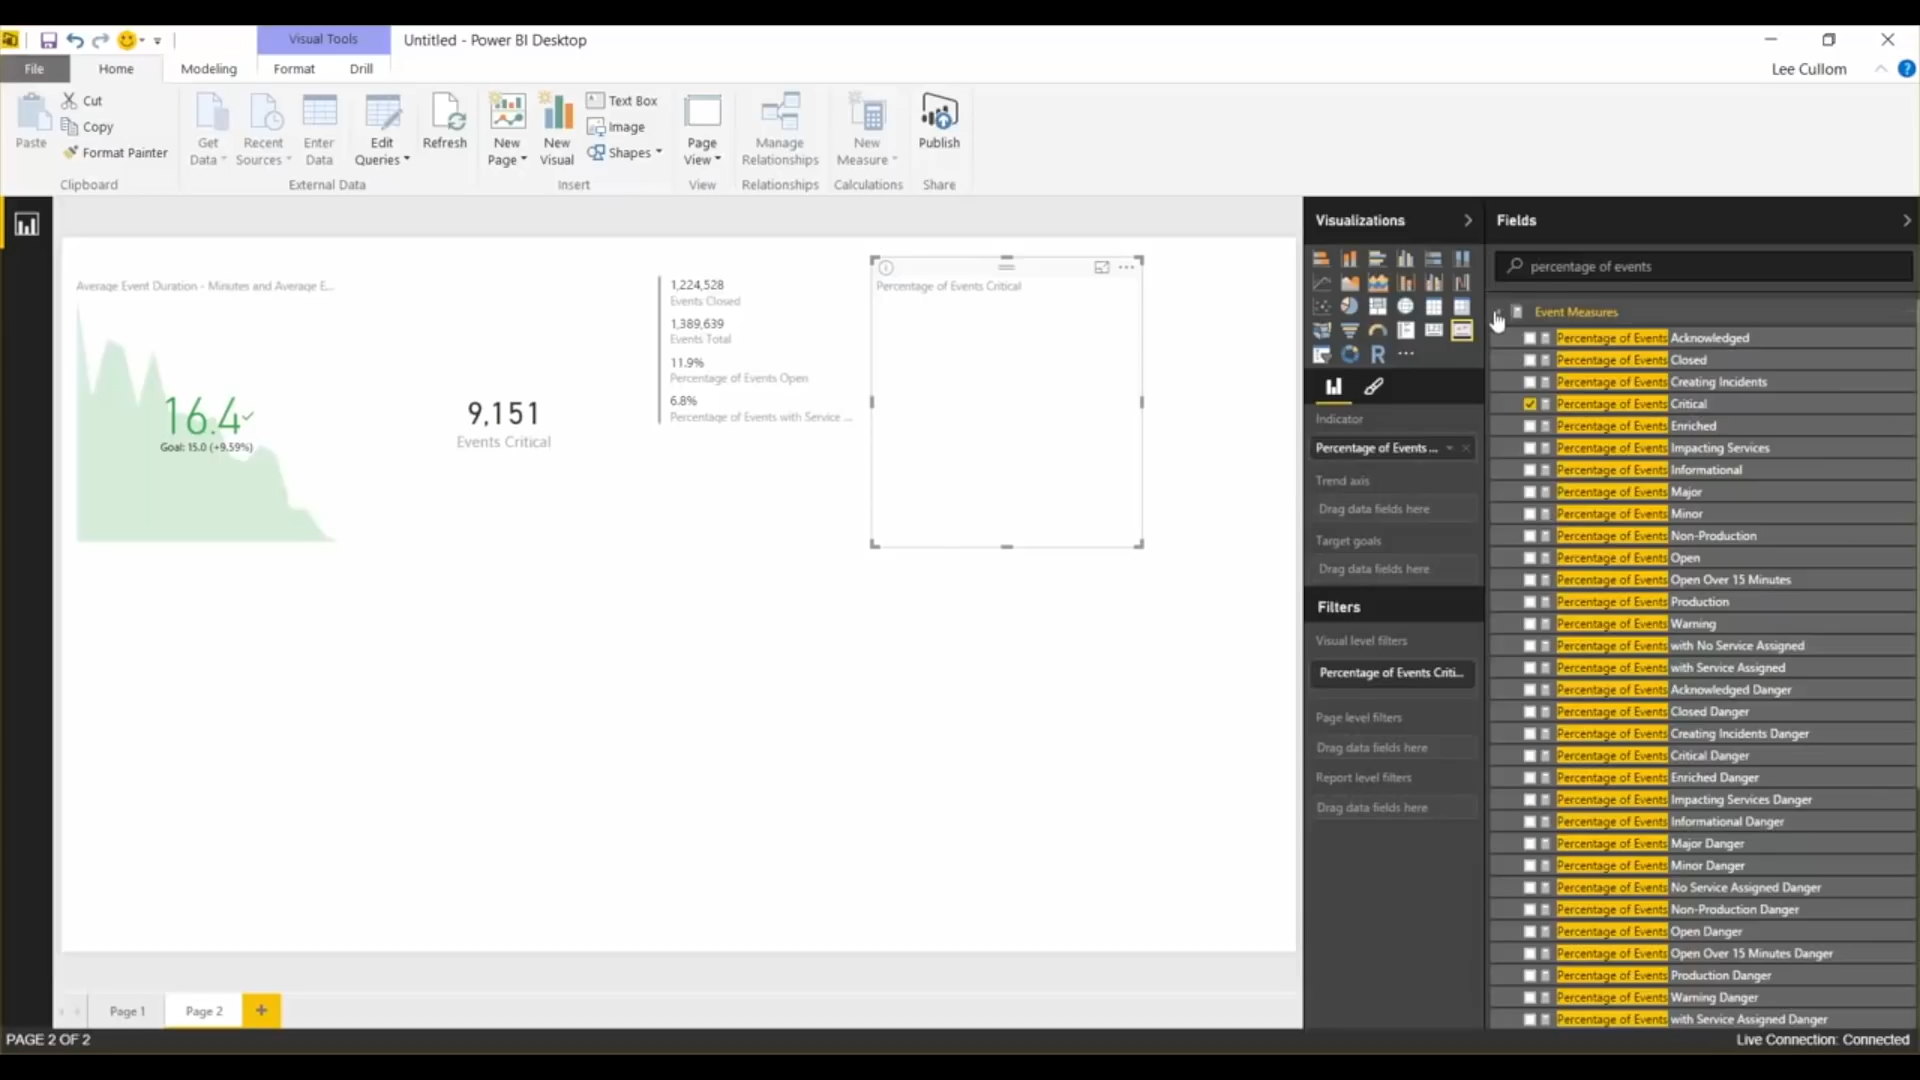 Visual Tools
Untitled - Power BI Desktop
File
Home
Modeling
Format
Drill
Lee Cullom
?
Paste
Cut
Copy
Format Painter
Clipboard
Get Data
Recent Sources
Enter Data
Edit Queries
External Data
Refresh
New Page
New Visual
Text Box
Image
Shapes
Insert
Page View
View
Manage Relationships
Relationships
New Measure
Calculations
Publish
Share
Average Event Duration - Minutes and Average E...
16.4
Goal: 15.0 (+9.59%)
9,151
Events Critical
1,224,528
Events Closed
1,389,639
Events Total
11.9%
Percentage of Events Open
6.8%
Percentage of Events with Service ...
Percentage of Events Critical
Visualizations
R
Indicator
Percentage of Events ...
Trend axis
Drag data fields here
Target goals
Drag data fields here
Filters
Visual level filters
Percentage of Events Criti...
Page level filters
Drag data fields here
Report level filters
Drag data fields here
Fields
percentage of events
Event Measures
Percentage of Events Acknowledged
Percentage of Events Closed
Percentage of Events Creating Incidents
Percentage of Events Critical
Percentage of Events Enriched
Percentage of Events Impacting Services
Percentage of Events Informational
Percentage of Events Major
Percentage of Events Minor
Percentage of Events Non-Production
Percentage of Events Open
Percentage of Events Open Over 15 Minutes
Percentage of Events Production
Percentage of Events Warning
Percentage of Events with No Service Assigned
Percentage of Events with Service Assigned
Percentage of Events Acknowledged Danger
Percentage of Events Closed Danger
Percentage of Events Creating Incidents Danger
Percentage of Events Critical Danger
Percentage of Events Enriched Danger
Percentage of Events Impacting Services Danger
Percentage of Events Informational Danger
Percentage of Events Major Danger
Percentage of Events Minor Danger
Percentage of Events No Service Assigned Danger
Percentage of Events Non-Production Danger
Percentage of Events Open Danger
Percentage of Events Open Over 15 Minutes Danger
Percentage of Events Production Danger
Percentage of Events Warning Danger
Percentage of Events with Service Assigned Danger
Page 1
Page 2
+
PAGE 2 OF 2
Live Connection: Connected